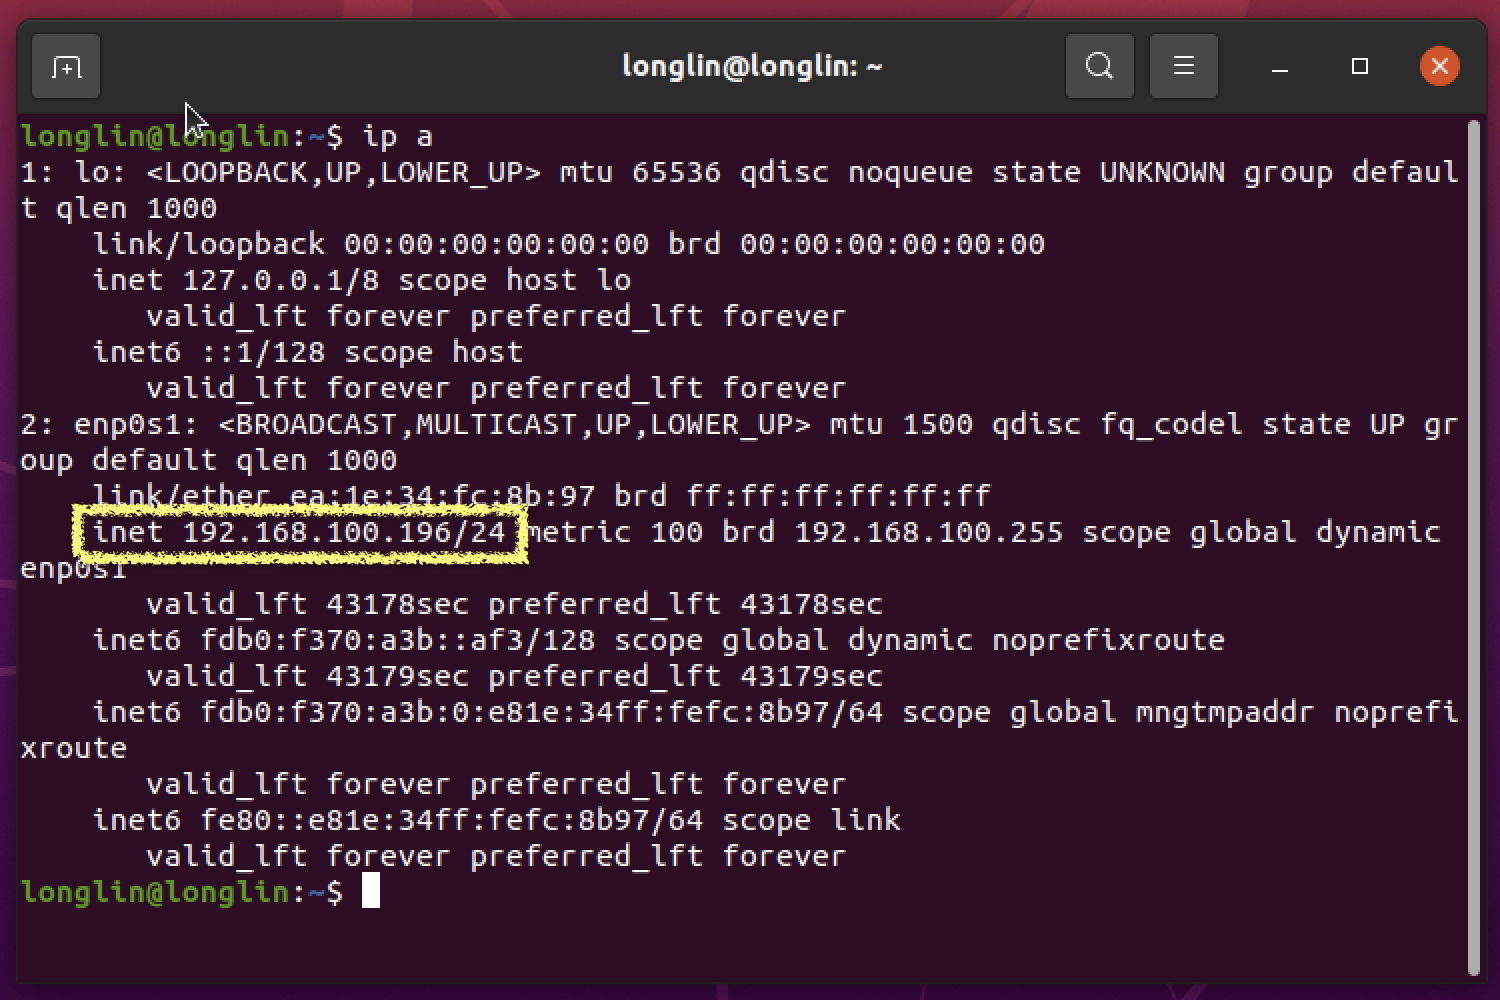 longlin@longlin: ~
longlin@longlin:~$ ip a
1: lo: <LOOPBACK,UP,LOWER_UP> mtu 65536 qdisc noqueue state UNKNOWN group defaul
t qlen 1000
    link/loopback 00:00:00:00:00:00 brd 00:00:00:00:00:00
    inet 127.0.0.1/8 scope host lo
       valid_lft forever preferred_lft forever
    inet6 ::1/128 scope host
       valid_lft forever preferred_lft forever
2: enp0s1: <BROADCAST,MULTICAST,UP,LOWER_UP> mtu 1500 qdisc fq_codel state UP gr
oup default qlen 1000
    link/ether ea:1e:34:fc:8b:97 brd ff:ff:ff:ff:ff:ff
    inet 192.168.100.196/24 metric 100 brd 192.168.100.255 scope global dynamic
enp0s1
       valid_lft 43178sec preferred_lft 43178sec
    inet6 fdb0:f370:a3b::af3/128 scope global dynamic noprefixroute
       valid_lft 43179sec preferred_lft 43179sec
    inet6 fdb0:f370:a3b:0:e81e:34ff:fefc:8b97/64 scope global mngtmpaddr noprefi
xroute
       valid_lft forever preferred_lft forever
    inet6 fe80::e81e:34ff:fefc:8b97/64 scope link
       valid_lft forever preferred_lft forever
longlin@longlin:~$